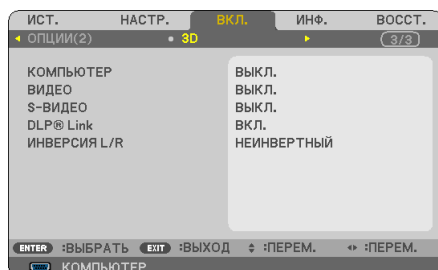 ИСТ. НАСТР. ВКЛ. ИНФ. ВОССТ.
ОПЦИИ(2) 3D 3/3
КОМПЬЮТЕР ВЫКЛ.
ВИДЕО ВЫКЛ.
S-ВИДЕО ВЫКЛ.
DLP® Link ВКЛ.
ИНВЕРСИЯ L/R НЕИНВЕРТНЫЙ
ENTER :ВЫБРАТЬ EXIT :ВЫХОД :ПЕРЕМ. :ПЕРЕМ.
КОМПЬЮТЕР